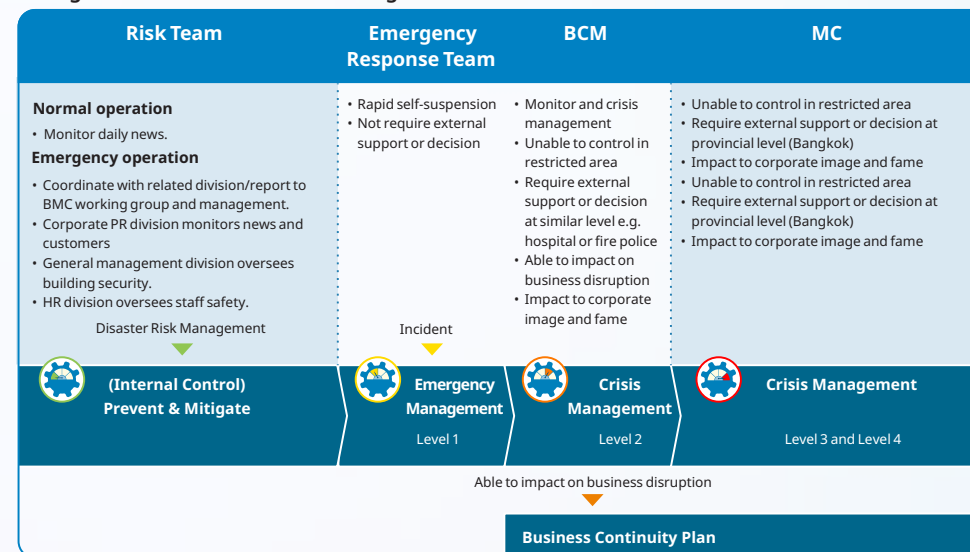 Risk Team
Emergency
Response Team
BCM
MC
Normal operation
• Monitor daily news.
Emergency operation
• Coordinate with related division/report to
BMC working group and management.
• Corporate PR division monitors news and
customers
• General management division oversees
building security.
• HR division oversees staff safety.
Disaster Risk Management
• Rapid self-suspension
• Not require external
support or decision
Incident
• Monitor and crisis
management
• Unable to control in
restricted area
• Require external
support or decision
at similar level e.g.
hospital or fire police
• Able to impact on
business disruption
• Impact to corporate
image and fame
• Unable to control in restricted area
• Require external support or decision at
provincial level (Bangkok)
• Impact to corporate image and fame
• Unable to control in restricted area
• Require external support or decision at
provincial level (Bangkok)
• Impact to corporate image and fame
(Internal Control)
Prevent & Mitigate
Emergency
Management
Level 1
Crisis
Management
Level 2
Crisis Management
Level 3 and Level 4
Able to impact on business disruption
Business Continuity Plan